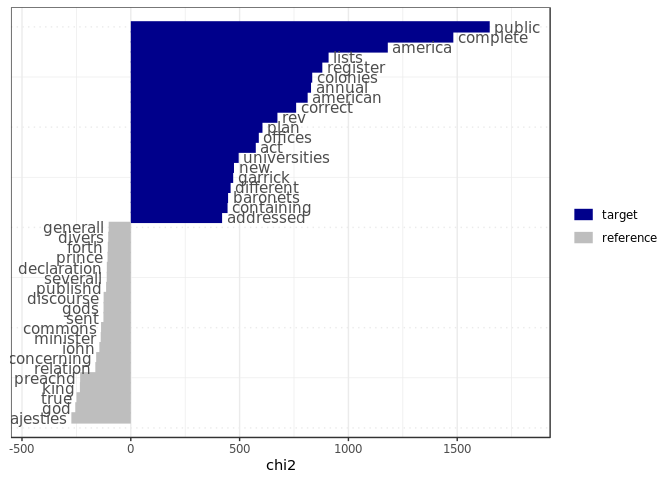 public
complete
america
lists
register
colonies
annual
american
correct
rev
plan
offices
act
universities
new
garrick
different
baronets
containing
addressed
generall
divers
forth
prince
declaration
severall
publishd
discourse
gods
sent
commons
minister
iohn
concerning
relation
preachd
king
true
god
ajesties
-500 0 500 1000 1500
chi2
target
reference